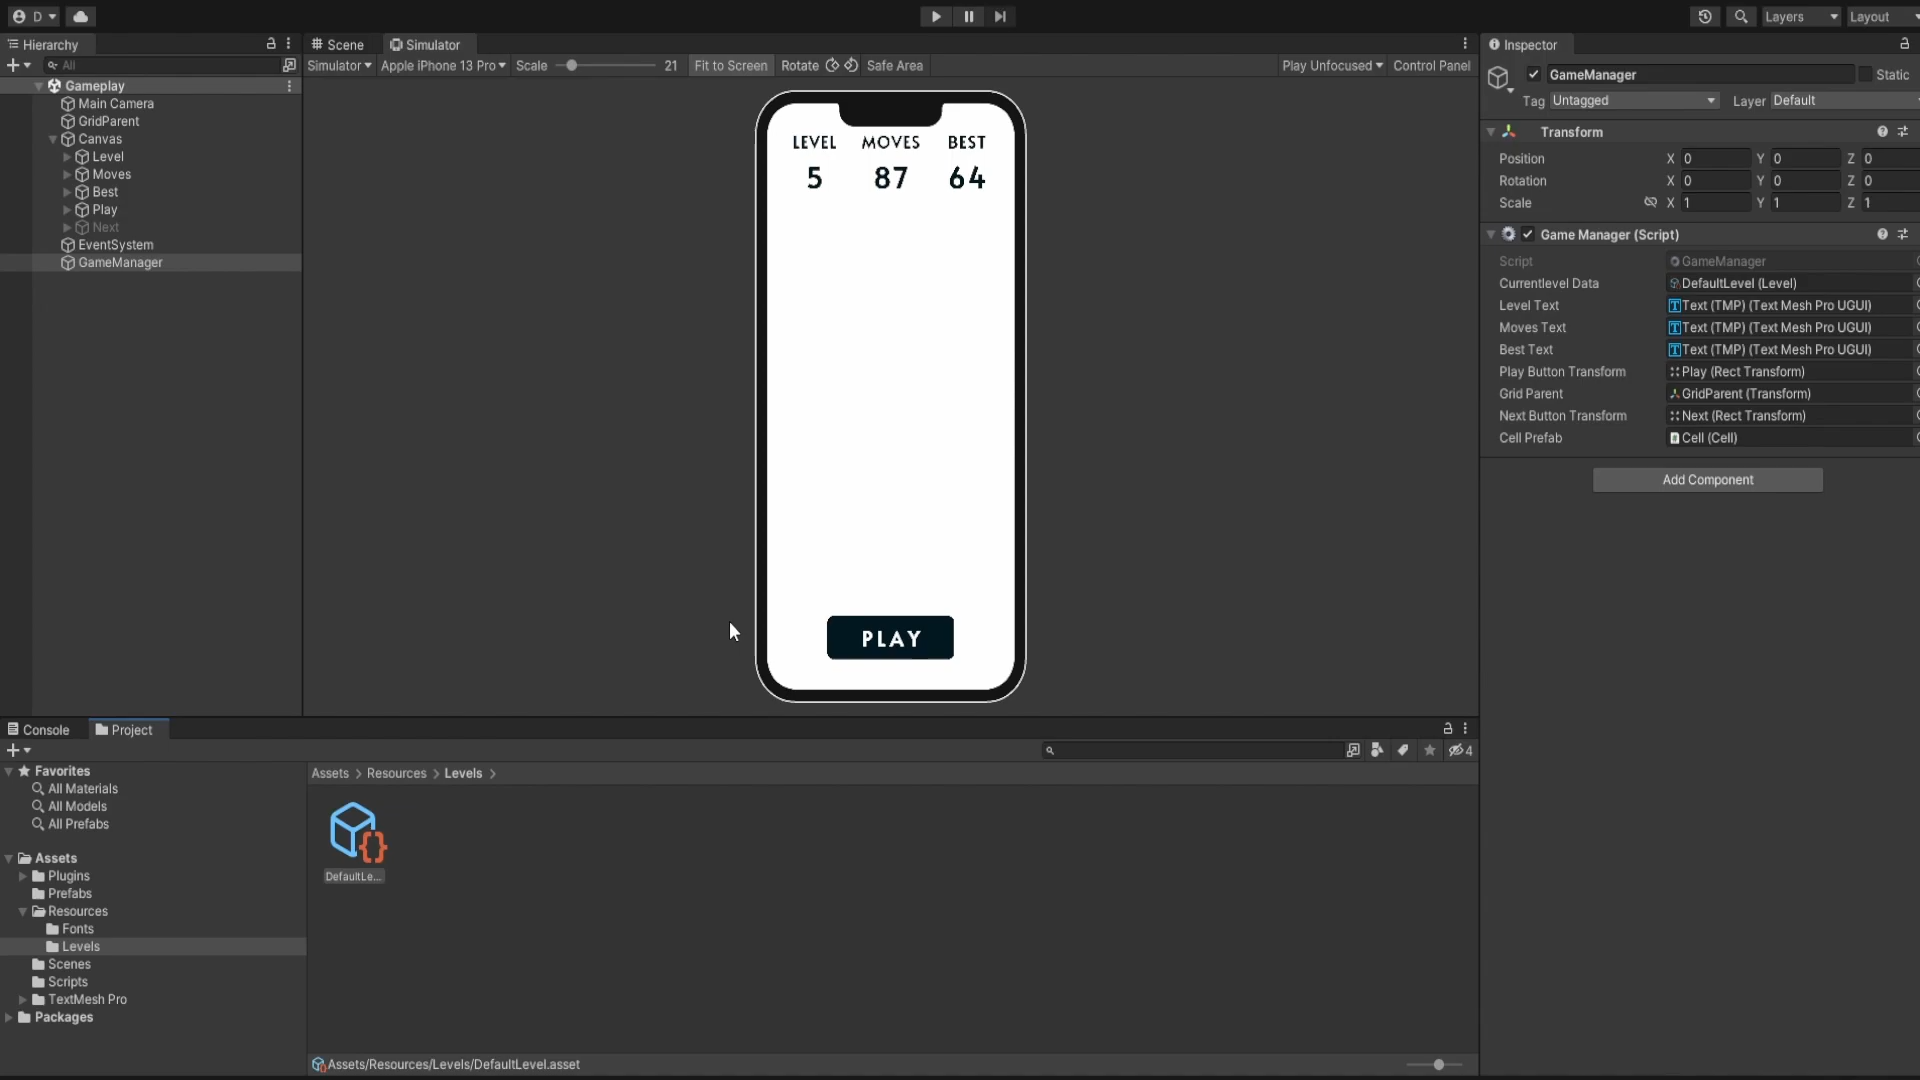 D
Layers
Layout
Hierarchy
All
Gameplay
Main Camera
GridParent
Canvas
Level
Moves
Best
Play
Next
EventSystem
GameManager
Scene
Simulator
Simulator
Apple iPhone 13 Pro
Scale
21
Fit to Screen
Rotate
Safe Area
Play Unfocused
Control Panel
LEVEL MOVES BEST
5 87 64
PLAY
Inspector
GameManager
Static
Tag Untagged
Layer Default
Transform
Position X 0 Y 0 Z 0
Rotation X 0 Y 0 Z 0
Scale X 1 Y 1 Z 1
Game Manager (Script)
Script GameManager
Currentlevel Data DefaultLevel (Level)
Level Text Text (TMP) (Text Mesh Pro UGUI)
Moves Text Text (TMP) (Text Mesh Pro UGUI)
Best Text Text (TMP) (Text Mesh Pro UGUI)
Play Button Transform Play (Rect Transform)
Grid Parent GridParent (Transform)
Next Button Transform Next (Rect Transform)
Cell Prefab Cell (Cell)
Add Component
Console
Project
4
Favorites
All Materials
All Models
All Prefabs
Assets
Plugins
Prefabs
Resources
Fonts
Levels
Scenes
Scripts
TextMesh Pro
Packages
Assets > Resources > Levels >
DefaultLe...
Assets/Resources/Levels/DefaultLevel.asset